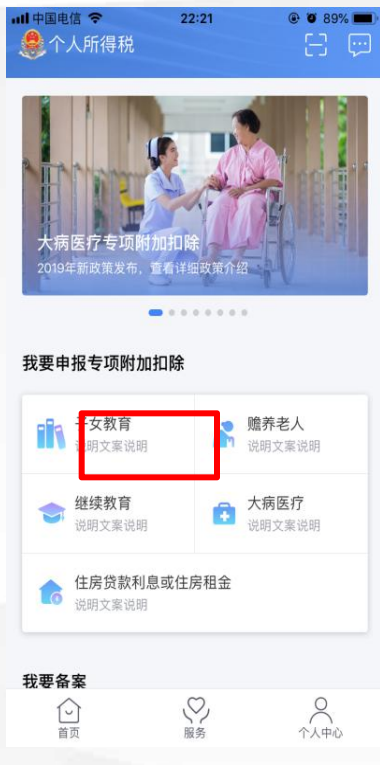 中国电信 22:21 89%
个人所得税
大病医疗专项附加扣除
2019年新政策发布，查看详细政策介绍
我要申报专项附加扣除
子女教育 赡养老人
说明文案说明 说明文案说明
继续教育 大病医疗
说明文案说明 说明文案说明
住房贷款利息或住房租金
说明文案说明
我要备案
首页 服务 个人中心